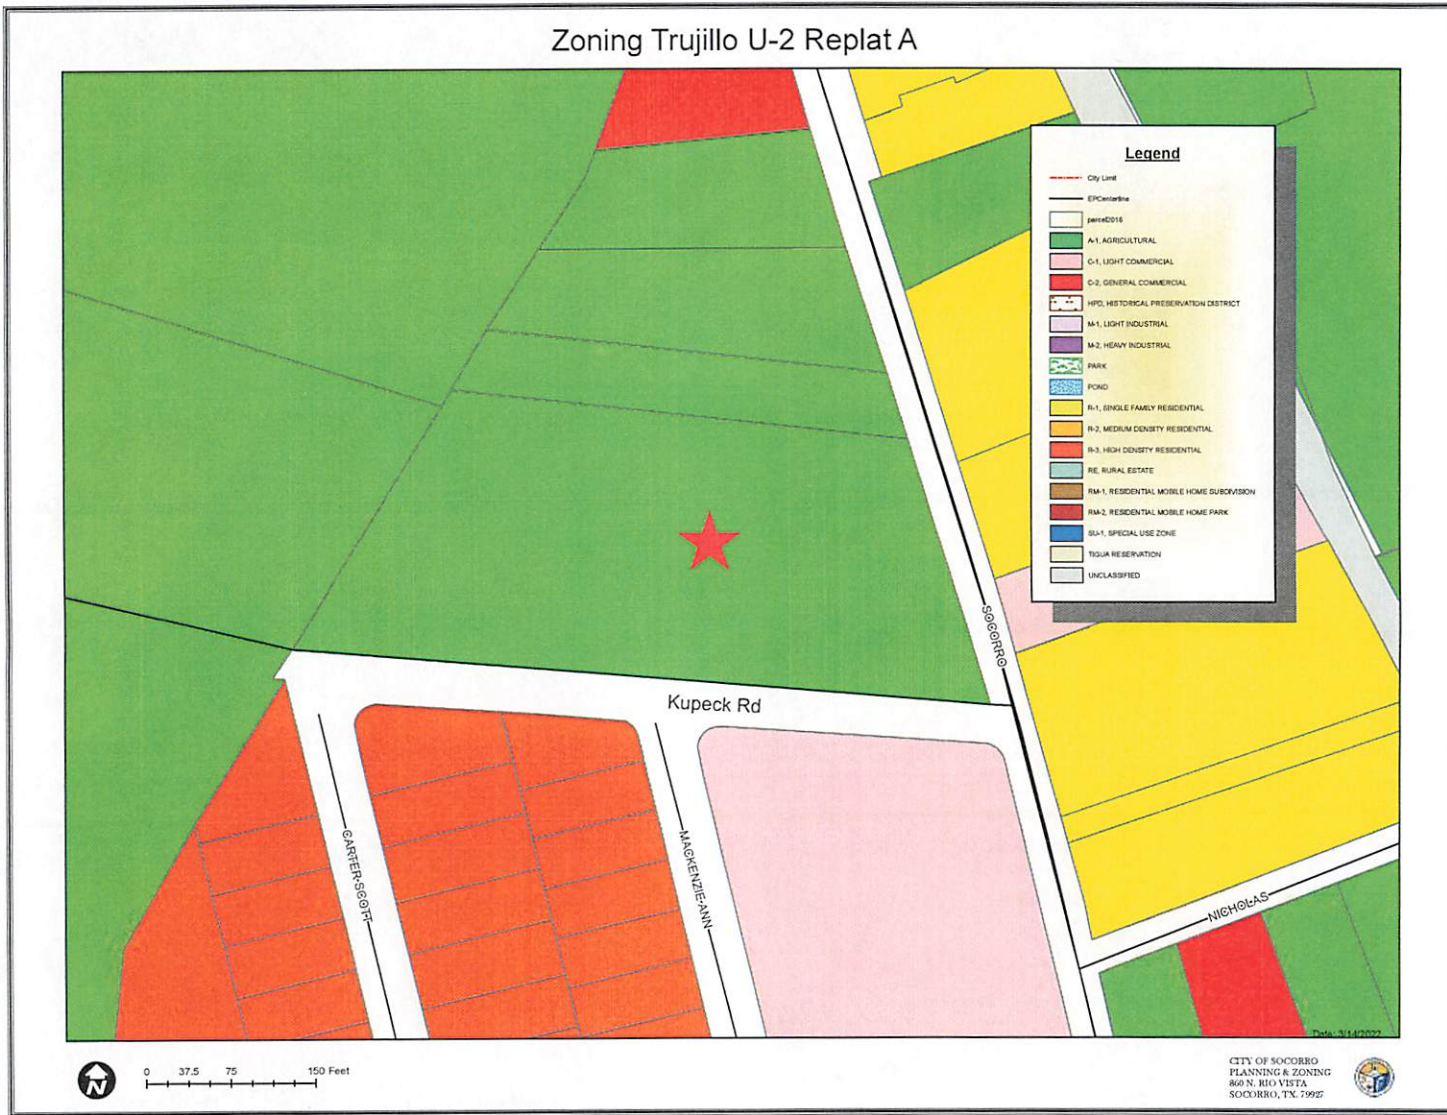 Zoning Trujillo U-2 Replat A
Legend
City Limit
EPCenterline
parcel2016
A-1, AGRICULTURAL
C-1, LIGHT COMMERCIAL
C-2, GENERAL COMMERCIAL
HPD, HISTORICAL PRESERVATION DISTRICT
M-1, LIGHT INDUSTRIAL
M-2, HEAVY INDUSTRIAL
PARK
POND
R-1, SINGLE FAMILY RESIDENTIAL
R-2, MEDIUM DENSITY RESIDENTIAL
R-3, HIGH DENSITY RESIDENTIAL
RE, RURAL ESTATE
RM-1, RESIDENTIAL MOBILE HOME SUBDIVISION
RM-2, RESIDENTIAL MOBILE HOME PARK
SU-1, SPECIAL USE ZONE
TIGUA RESERVATION
UNCLASSIFIED
SOCORRO
Kupeck Rd
CARTER SCOTT
MACKENZIE ANN
NICHOLAS
Date: 3/14/2022
N
0 37.5 75 150 Feet
CITY OF SOCORRO
PLANNING & ZONING
860 N. RIO VISTA
SOCORRO, TX. 79927